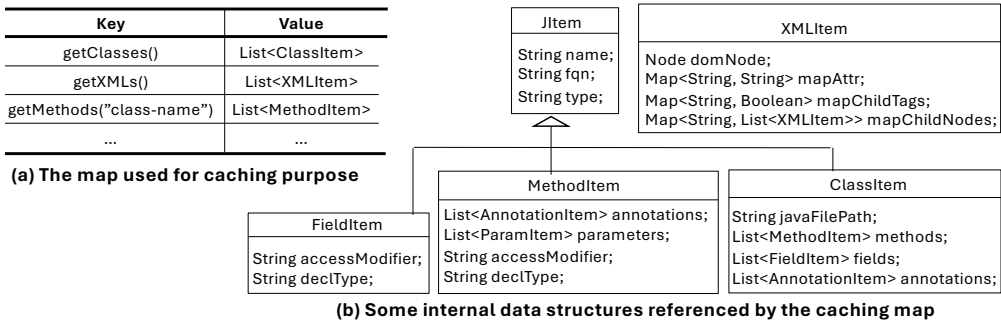 Key Value
getClasses() List<ClassItem>
getXMLs() List<XMLItem>
getMethods("class-name") List<MethodItem>
... ...
(a) The map used for caching purpose
JItem
String name;
String fqn;
String type;
XMLItem
Node domNode;
Map<String, String> mapAttr;
Map<String, Boolean> mapChildTags;
Map<String, List<XMLItem>> mapChildNodes;
FieldItem
String accessModifier;
String declType;
MethodItem
List<AnnotationItem> annotations;
List<ParamItem> parameters;
String accessModifier;
String declType;
ClassItem
String javaFilePath;
List<MethodItem> methods;
List<FieldItem> fields;
List<AnnotationItem> annotations;
(b) Some internal data structures referenced by the caching map